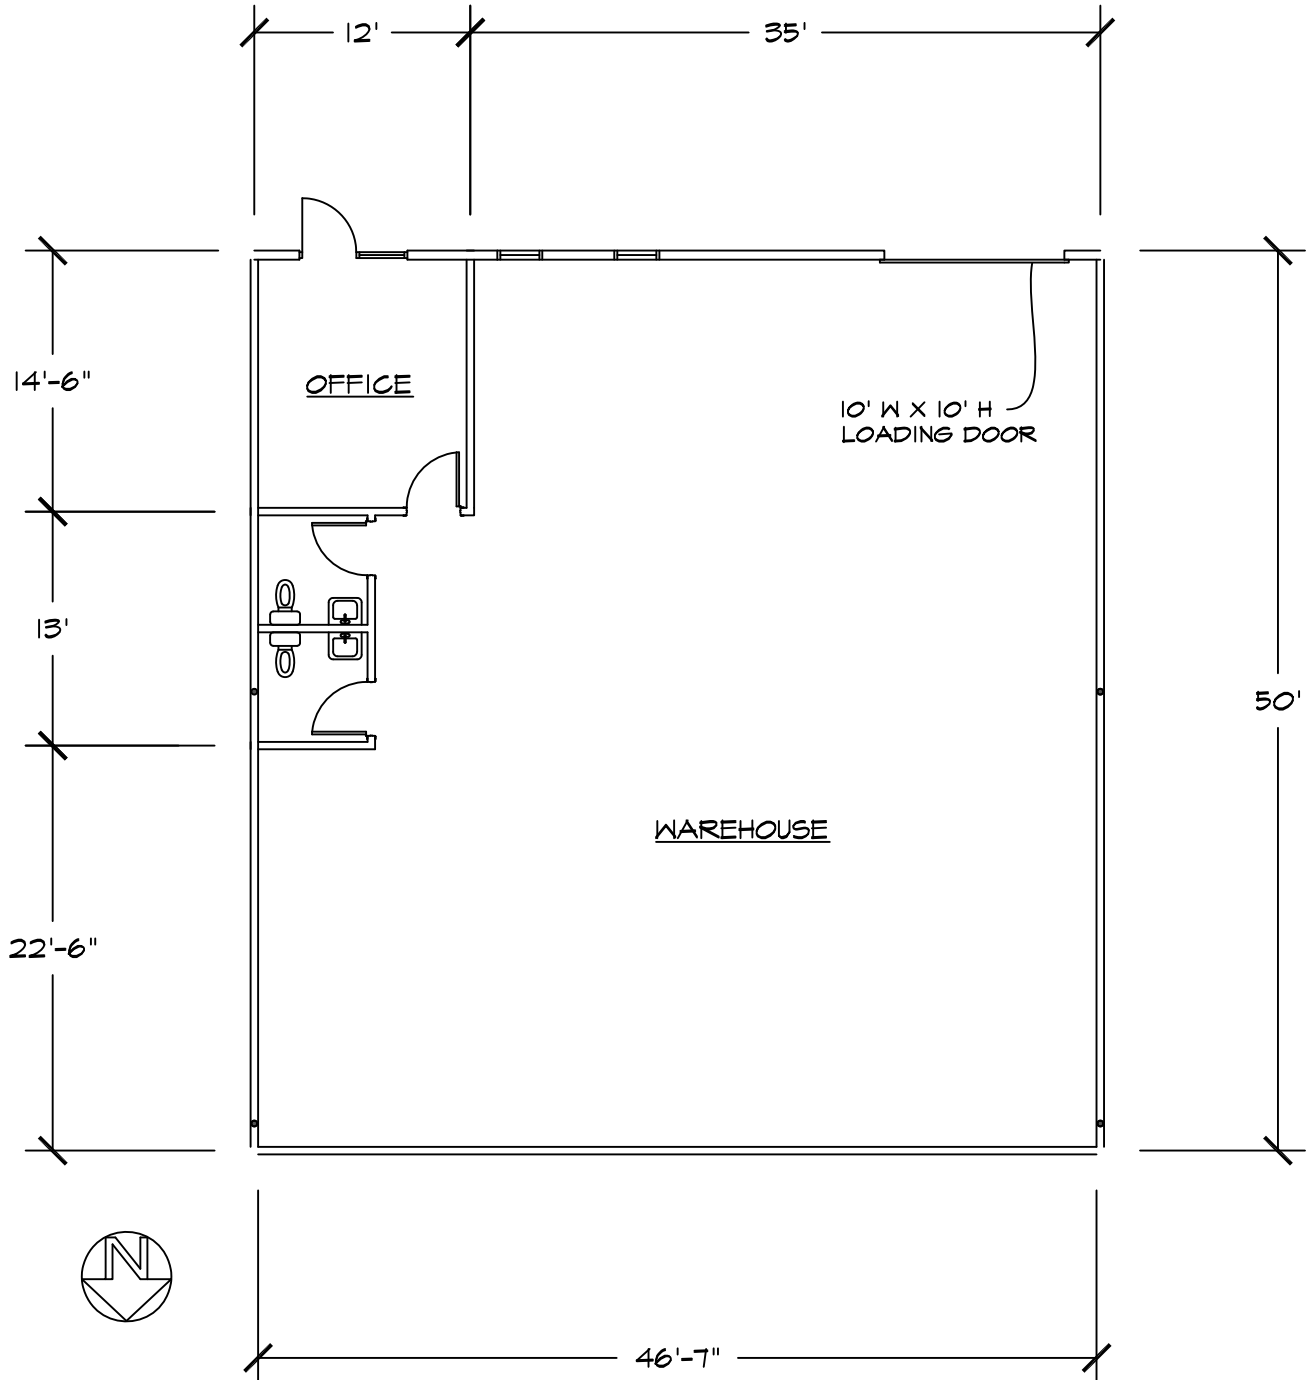 12'
35'
14'-6"
OFFICE
10' W X 10' H
LOADING DOOR
13'
50'
WAREHOUSE
22'-6"
N
46'-7"